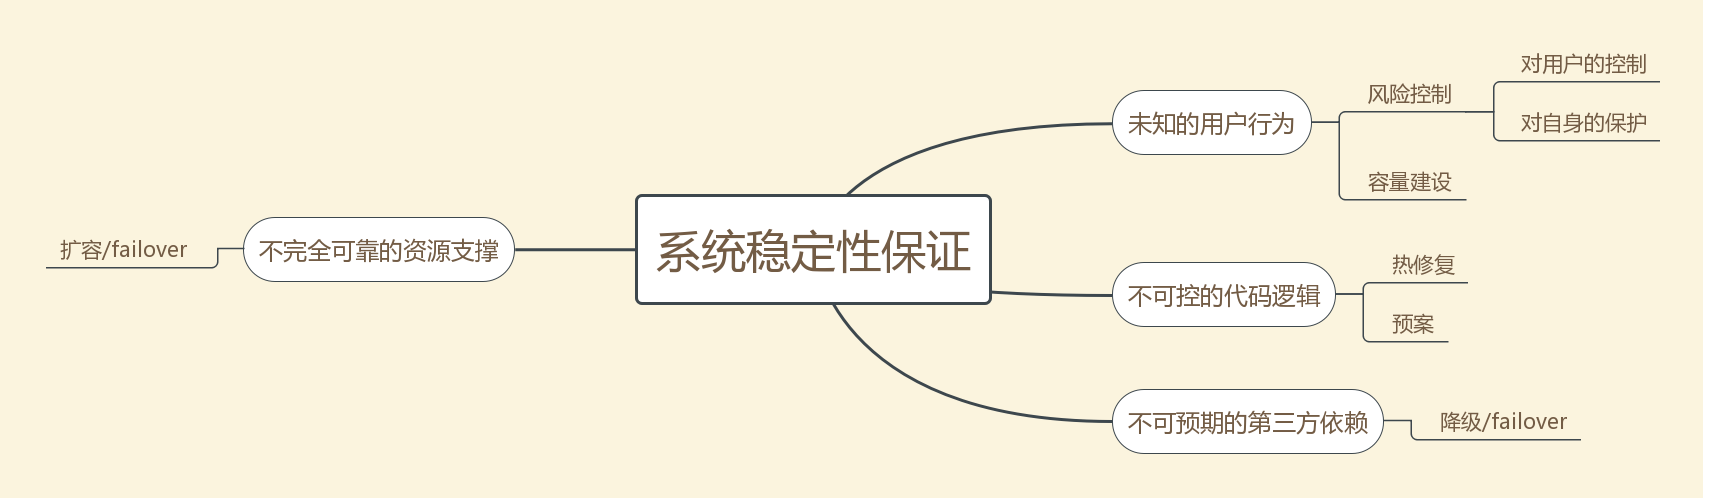 系统稳定性保证
未知的用户行为
风险控制
对用户的控制
对自身的保护
容量建设
不可控的代码逻辑
热修复
预案
不可预期的第三方依赖
降级/failover
不完全可靠的资源支撑
扩容/failover